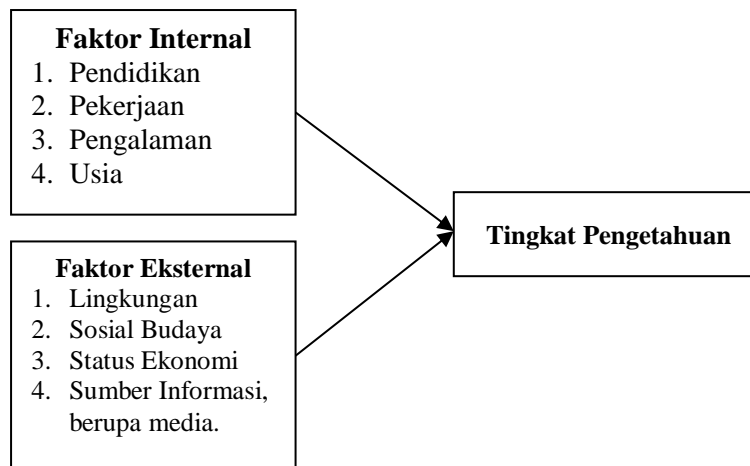 Faktor Internal
1. Pendidikan
2. Pekerjaan
3. Pengalaman
4. Usia
Faktor Eksternal
1. Lingkungan
2. Sosial Budaya
3. Status Ekonomi
4. Sumber Informasi,
berupa media.
Tingkat Pengetahuan